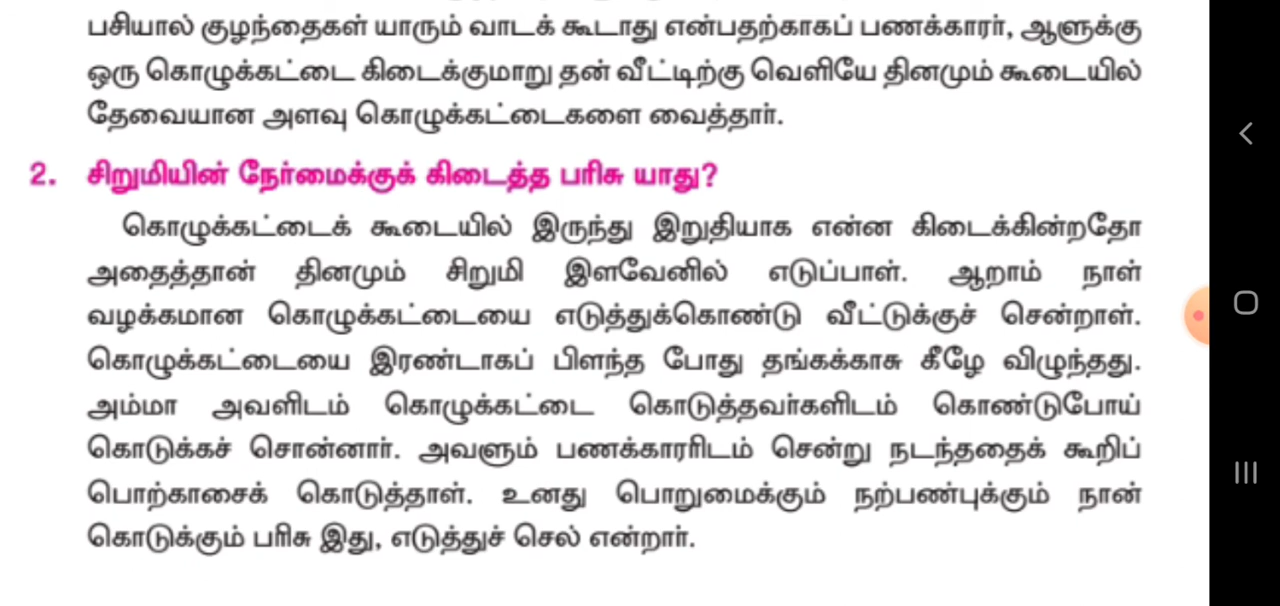 பசியால் குழந்தைகள் யாரும் வாடக் கூடாது என்பதற்காகப் பணக்காரர், ஆளுக்கு
ஒரு கொழுக்கட்டை கிடைக்குமாறு தன் வீட்டிற்கு வெளியே தினமும் கூடையில்
தேவையான அளவு கொழுக்கட்டைகளை வைத்தார்.
2. சிறுமியின் நேர்மைக்குக் கிடைத்த பரிசு யாது?
கொழுக்கட்டைக் கூடையில் இருந்து இறுதியாக என்ன கிடைக்கின்றதோ
அதைத்தான் தினமும் சிறுமி இளவேனில் எடுப்பாள். ஆறாம் நாள்
வழக்கமான கொழுக்கட்டையை எடுத்துக்கொண்டு வீட்டுக்குச் சென்றாள்.
கொழுக்கட்டையை இரண்டாகப் பிளந்த போது தங்கக்காசு கீழே விழுந்தது.
அம்மா அவளிடம் கொழுக்கட்டை கொடுத்தவர்களிடம் கொண்டுபோய்
கொடுக்கச் சொன்னார். அவளும் பணக்காரரிடம் சென்று நடந்ததைக் கூறிப்
பொற்காசைக் கொடுத்தாள். உனது பொறுமைக்கும் நற்பண்புக்கும் நான்
கொடுக்கும் பரிசு இது, எடுத்துச் செல் என்றார்.